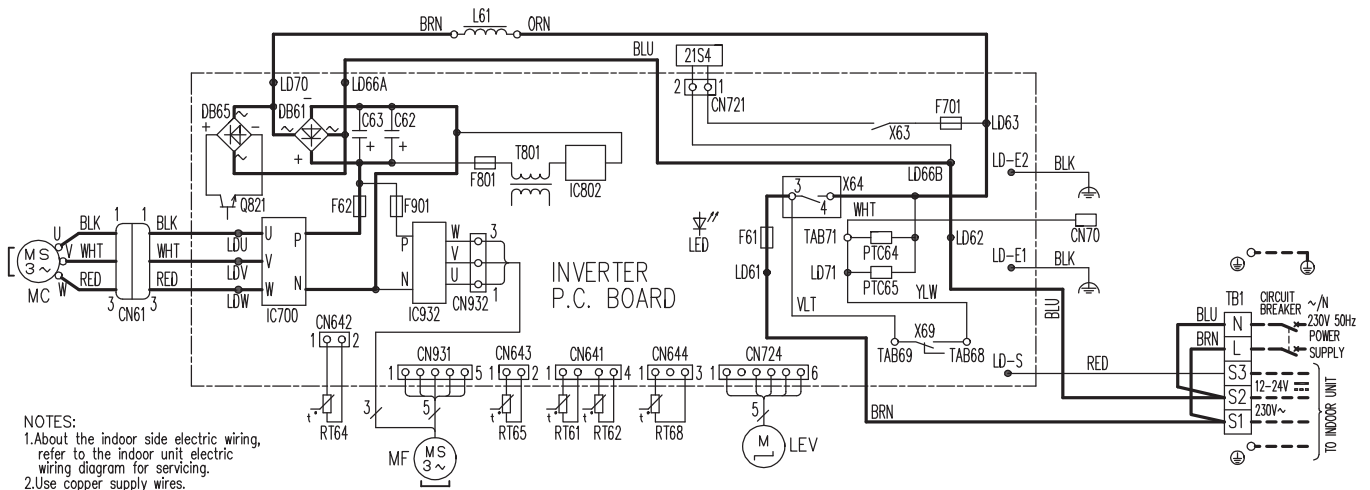 BRN L61 ORN
BLU
21S4
2 1
CN721
LD70 LD66A
DB65 DB61
~ − ~ ~
+ − C63 C62
~ + + +
F701
X63
LD63
LD-E2 BLK
T801
F801 IC802
LD66B
3 X64
4
WHT
Q821
F62 F901
LED
F61
TAB71
PTC64
LD62
CN70
LD-E1 BLK
1 1
U BLK BLK
LDU U P
V WHT WHT
LDV V
W RED RED
LDW W N
MS
3~
MC
3 3
CN61
IC700
P W 3
V
N U 1
IC932 CN932
INVERTER
P.C. BOARD
LD61 LD71
PTC65
VLT YLW
X69
TAB69 TAB68
BLU
LD-S RED
TB1 CIRCUIT
BREAKER
~/N
230V 50Hz
POWER
SUPPLY
BLU N
BRN L
S3
12-24V
S2
230V~
S1
TO INDOOR UNIT
BRN
CN642
1 2
CN931
1 5
CN643
1 2
CN641
1 4
CN644
1 3
CN724
1 6
t° t° t° t° t°
3 5 5
RT64 RT65 RT61 RT62 RT68
MF MS
3~
M LEV
NOTES:
1.About the indoor side electric wiring,
refer to the indoor unit electric
wiring diagram for servicing.
2.Use copper supply wires.